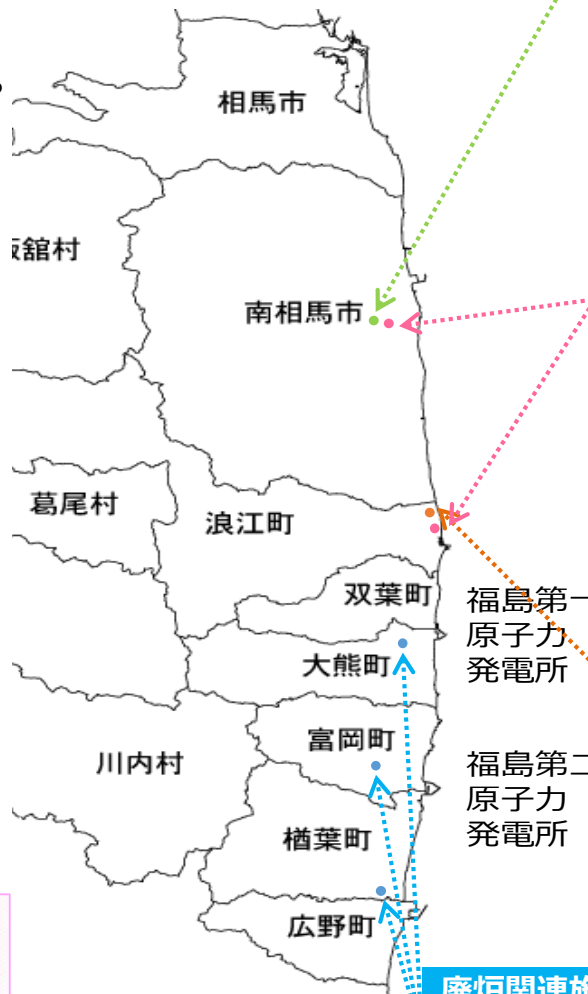 相馬市
飯舘村
南相馬市
葛尾村
浪江町
双葉町
福島第一
原子力
発電所
大熊町
富岡町
川内村
福島第二
原子力
発電所
楢葉町
広野町
廃炉関連施